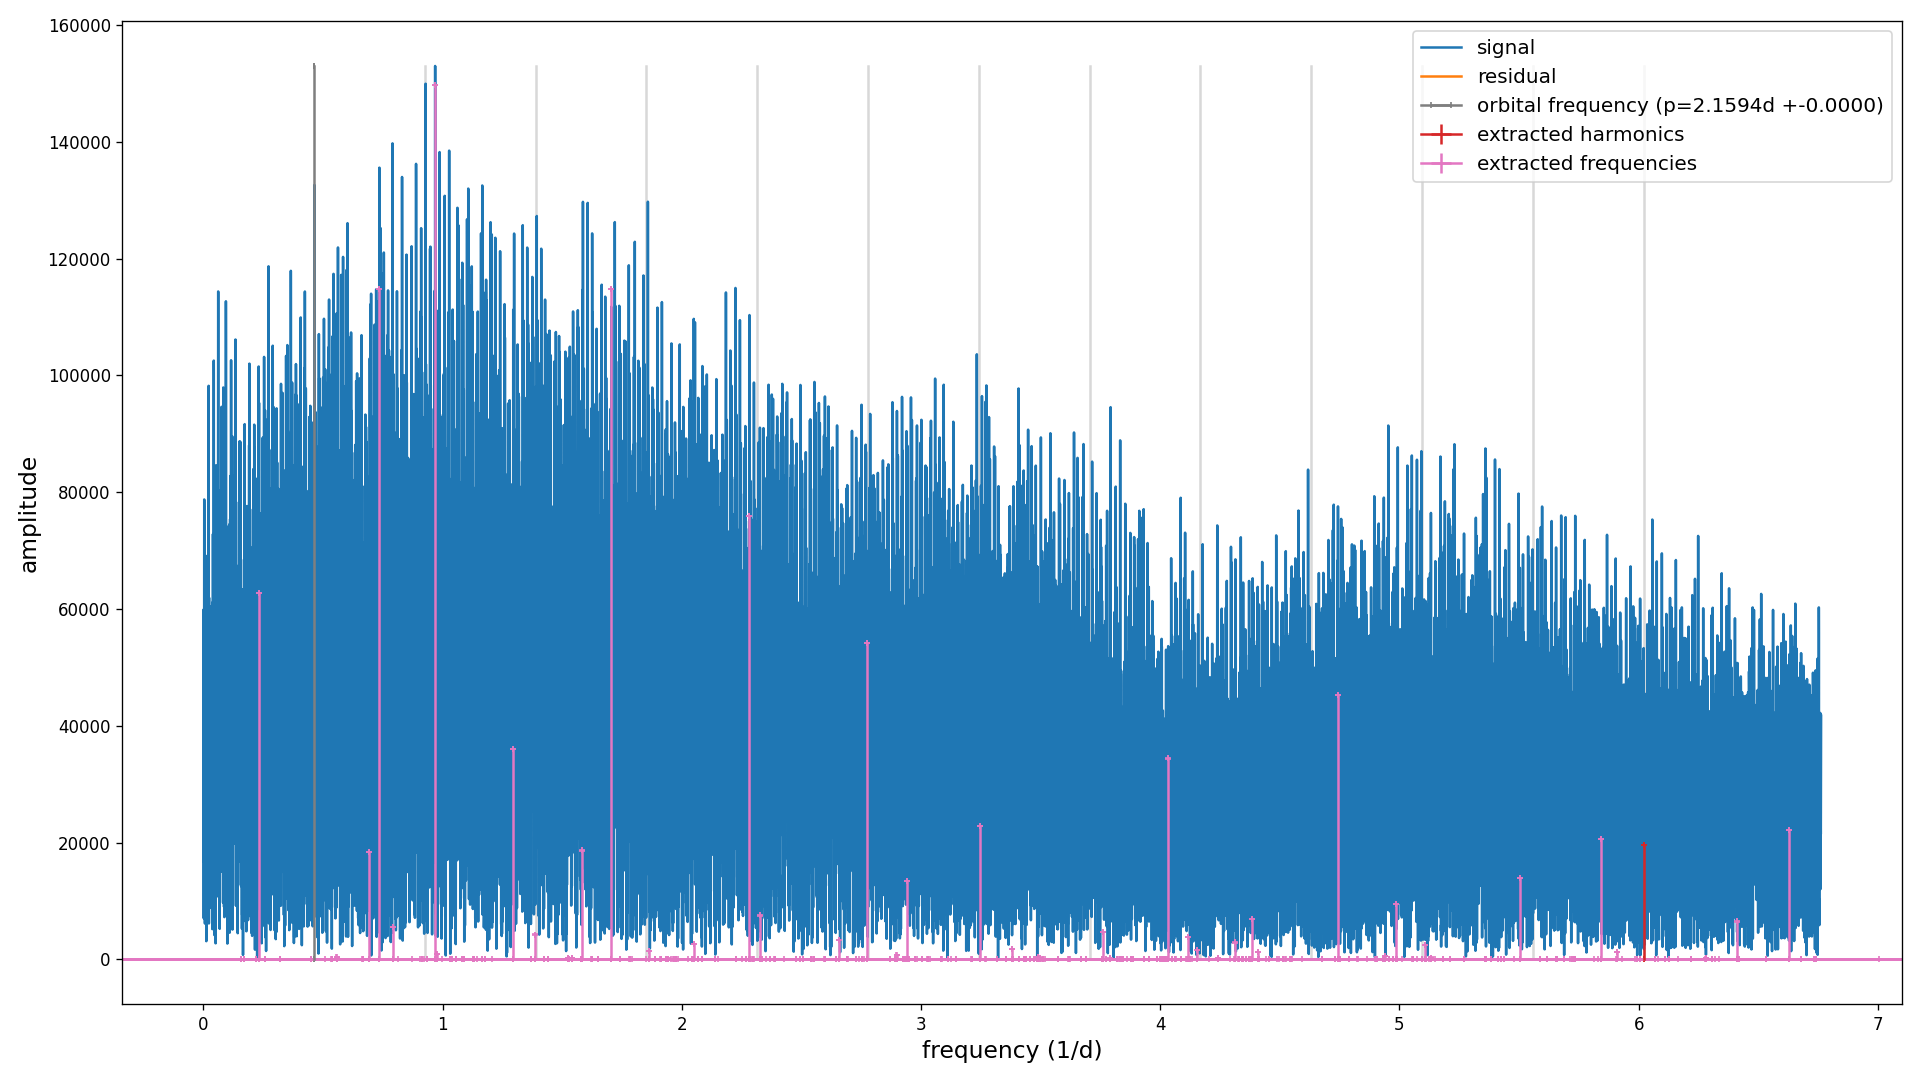 160000
140000
120000
100000
80000
60000
40000
20000
0
amplitude
signal
residual
orbital frequency (p=2.1594d +-0.0000)
extracted harmonics
extracted frequencies
0 1 2 3 4 5 6 7
frequency (1/d)